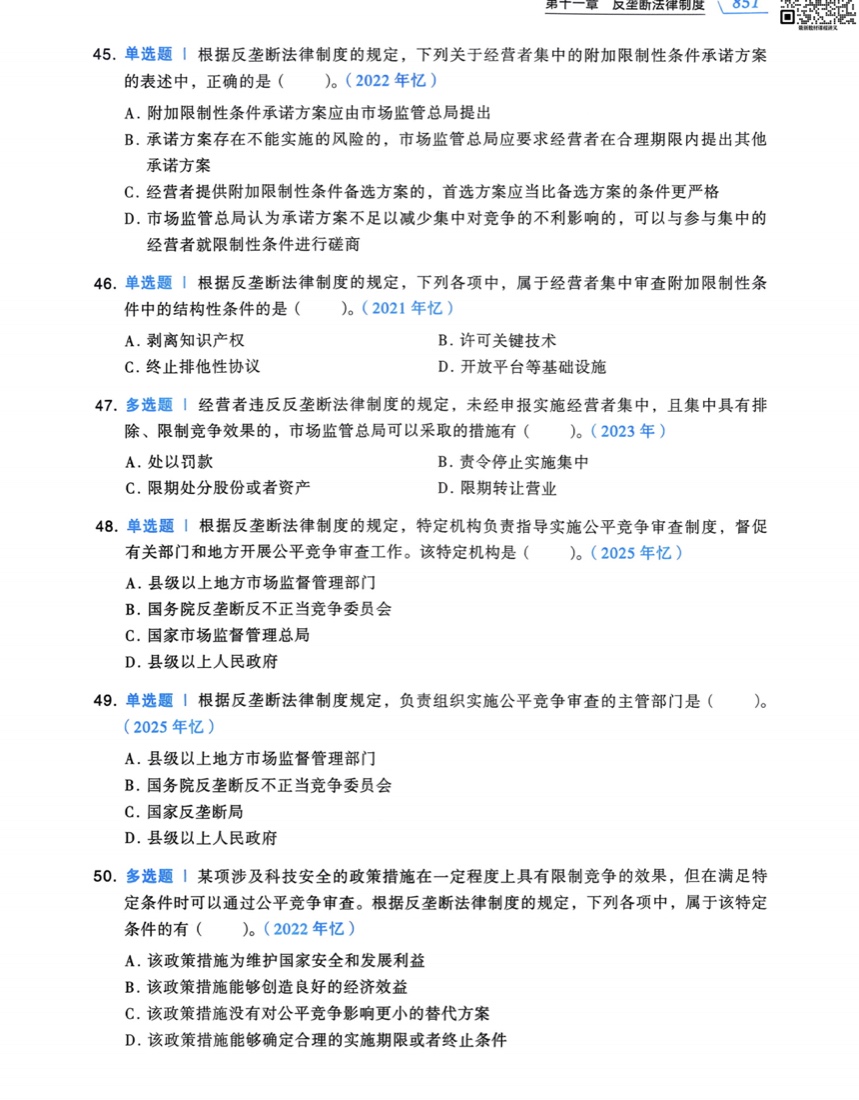 第十一章 反垄断法律制度 851
45. 单选题 | 根据反垄断法律制度的规定，下列关于经营者集中的附加限制性条件承诺方案
的表述中，正确的是（  ）。（2022 年忆）
A. 附加限制性条件承诺方案应由市场监管总局提出
B. 承诺方案存在不能实施的风险的，市场监管总局应要求经营者在合理期限内提出其他
承诺方案
C. 经营者提供附加限制性条件备选方案的，首选方案应当比备选方案的条件更严格
D. 市场监管总局认为承诺方案不足以减少集中对竞争的不利影响的，可以与参与集中的
经营者就限制性条件进行磋商
46. 单选题 | 根据反垄断法律制度的规定，下列各项中，属于经营者集中审查附加限制性条
件中的结构性条件的是（  ）。（2021 年忆）
A. 剥离知识产权 B. 许可关键技术
C. 终止排他性协议 D. 开放平台等基础设施
47. 多选题 | 经营者违反反垄断法律制度的规定，未经申报实施经营者集中，且集中具有排
除、限制竞争效果的，市场监管总局可以采取的措施有（  ）。（2023 年）
A. 处以罚款 B. 责令停止实施集中
C. 限期处分股份或者资产 D. 限期转让营业
48. 单选题 | 根据反垄断法律制度的规定，特定机构负责指导实施公平竞争审查制度，督促
有关部门和地方开展公平竞争审查工作。该特定机构是（  ）。（2025 年忆）
A. 县级以上地方市场监督管理部门
B. 国务院反垄断反不正当竞争委员会
C. 国家市场监督管理总局
D. 县级以上人民政府
49. 单选题 | 根据反垄断法律制度规定，负责组织实施公平竞争审查的主管部门是（  ）。
（2025 年忆）
A. 县级以上地方市场监督管理部门
B. 国务院反垄断反不正当竞争委员会
C. 国家反垄断局
D. 县级以上人民政府
50. 多选题 | 某项涉及科技安全的政策措施在一定程度上具有限制竞争的效果，但在满足特
定条件时可以通过公平竞争审查。根据反垄断法律制度的规定，下列各项中，属于该特定
条件的有（  ）。（2022 年忆）
A. 该政策措施为维护国家安全和发展利益
B. 该政策措施能够创造良好的经济效益
C. 该政策措施没有对公平竞争影响更小的替代方案
D. 该政策措施能够确定合理的实施期限或者终止条件